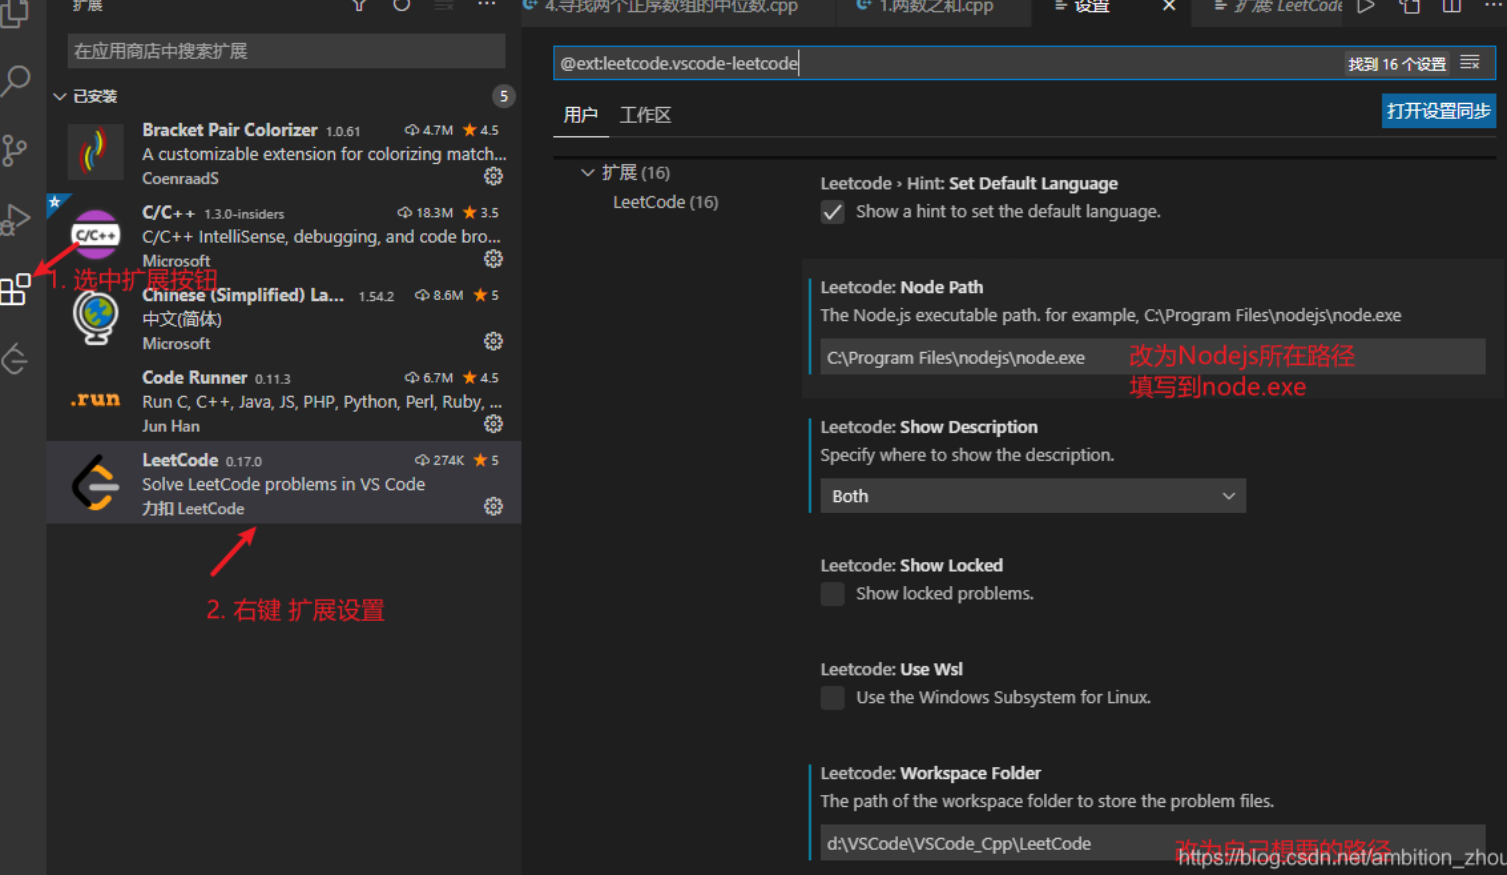 扩展
4.寻找两个正序数组的中位数.cpp
1.两数之和.cpp
设置
扩展: LeetCode
在应用商店中搜索扩展
已安装
5
Bracket Pair Colorizer 1.0.61 4.7M 4.5
A customizable extension for colorizing match...
CoenraadS
C/C++ 1.3.0-insiders 18.3M 3.5
C/C++
C/C++ IntelliSense, debugging, and code bro...
Microsoft
1. 选中扩展按钮
Chinese (Simplified) La... 1.54.2 8.6M 5
中文(简体)
Microsoft
Code Runner 0.11.3 6.7M 4.5
.run
Run C, C++, Java, JS, PHP, Python, Perl, Ruby, ...
Jun Han
LeetCode 0.17.0 274K 5
Solve LeetCode problems in VS Code
力扣 LeetCode
2. 右键 扩展设置
@ext:leetcode.vscode-leetcode
找到 16 个设置
用户 工作区
打开设置同步
扩展 (16)
LeetCode (16)
Leetcode › Hint: Set Default Language
Show a hint to set the default language.
Leetcode: Node Path
The Node.js executable path. for example, C:\Program Files\nodejs\node.exe
C:\Program Files\nodejs\node.exe
改为Nodejs所在路径
填写到node.exe
Leetcode: Show Description
Specify where to show the description.
Both
Leetcode: Show Locked
Show locked problems.
Leetcode: Use Wsl
Use the Windows Subsystem for Linux.
Leetcode: Workspace Folder
The path of the workspace folder to store the problem files.
d:\VSCode\VSCode_Cpp\LeetCode
改为自己想要的路径
https://blog.csdn.net/ambition_zhou